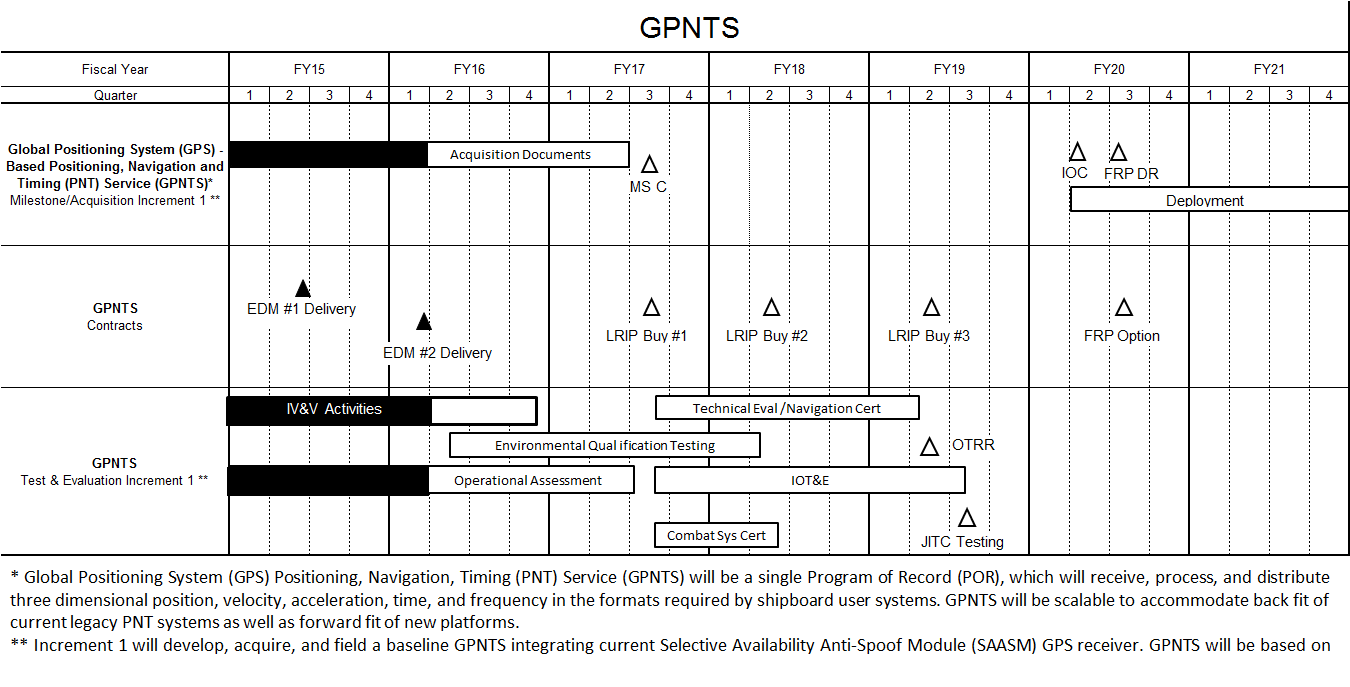 GPNTS
Fiscal Year FY15 FY16 FY17 FY18 FY19 FY20 FY21
Quarter 1 2 3 4 1 2 3 4 1 2 3 4 1 2 3 4 1 2 3 4 1 2 3 4 1 2 3 4
Global Positioning System (GPS) -
Based Positioning, Navigation and
Timing (PNT) Service (GPNTS)*
Milestone/Acquisition Increment 1 **
Acquisition Documents
MS C
IOC
FRP DR
Deployment
GPNTS
Contracts
EDM #1 Delivery
EDM #2 Delivery
LRIP Buy #1
LRIP Buy #2
LRIP Buy #3
FRP Option
GPNTS
Test & Evaluation Increment 1 **
IV&V Activities
Technical Eval /Navigation Cert
Environmental Qualification Testing
OTRR
Operational Assessment
IOT&E
Combat Sys Cert
JITC Testing
* Global Positioning System (GPS) Positioning, Navigation, Timing (PNT) Service (GPNTS) will be a single Program of Record (POR), which will receive, process, and distribute
three dimensional position, velocity, acceleration, time, and frequency in the formats required by shipboard user systems. GPNTS will be scalable to accommodate back fit of
current legacy PNT systems as well as forward fit of new platforms.
** Increment 1 will develop, acquire, and field a baseline GPNTS integrating current Selective Availability Anti-Spoof Module (SAASM) GPS receiver. GPNTS will be based on